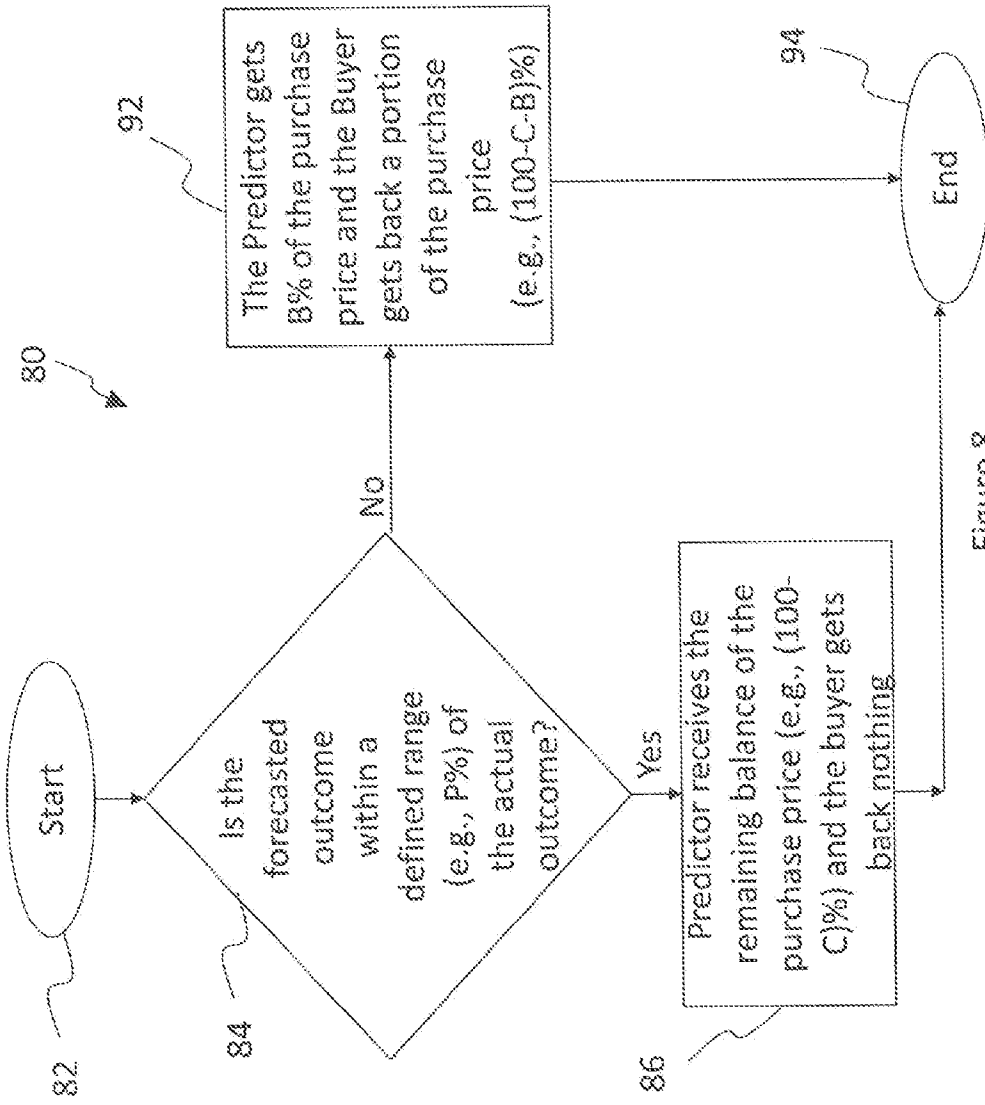 80
82
Start
84
Is the
forecasted
outcome
within a
defined range
(e.g., P%) of
the actual
outcome?
No
92
The Predictor gets
B% of the purchase
price and the Buyer
gets back a portion
of the purchase
price
(e.g., (100-C-B)%)
Yes
86
Predictor receives the
remaining balance of the
purchase price (e.g., (100-
C)%) and the buyer gets
back nothing
94
End
Figure 8